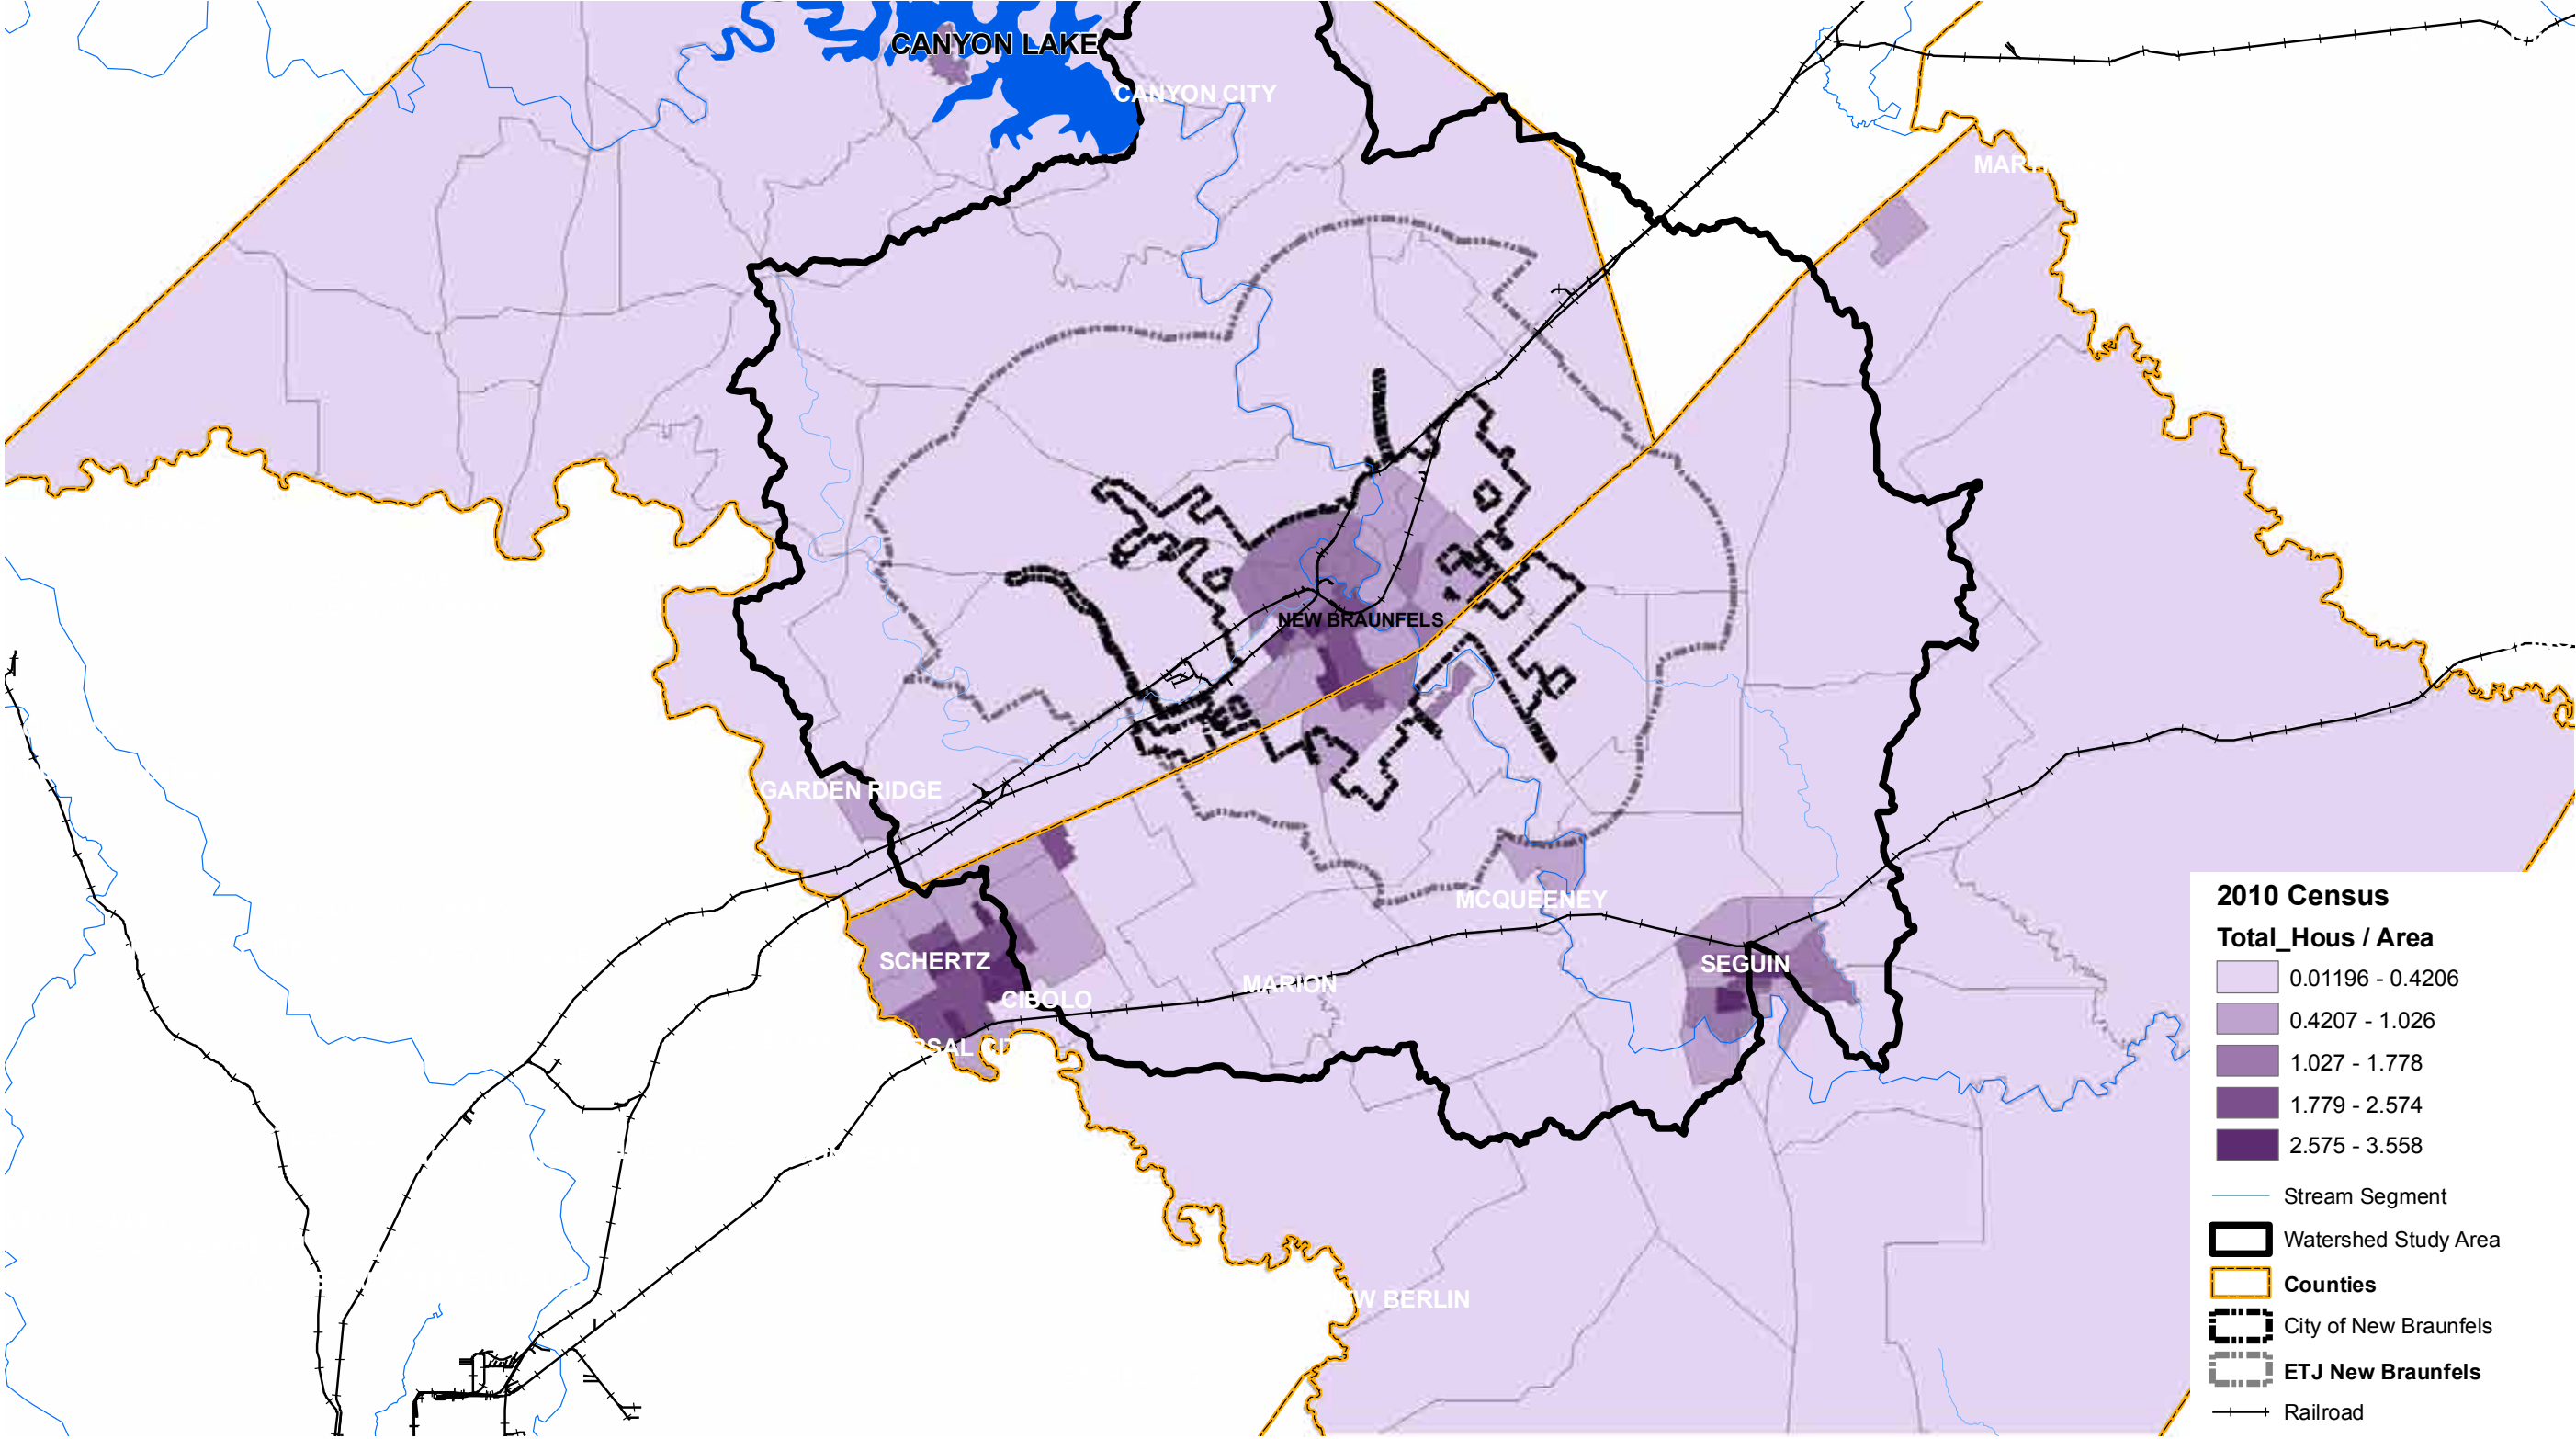 CANYON LAKE
CANYON CITY
NEW BRAUNFELS
GARDEN RIDGE
MCQUEENEY
SCHERTZ
SEGUIN
MARION
CIBOLO
BERLIN
2010 Census
Total_Hous / Area
0.01196 - 0.4206
0.4207 - 1.026
1.027 - 1.778
1.779 - 2.574
2.575 - 3.558
Stream Segment
Watershed Study Area
Counties
City of New Braunfels
ETJ New Braunfels
Railroad